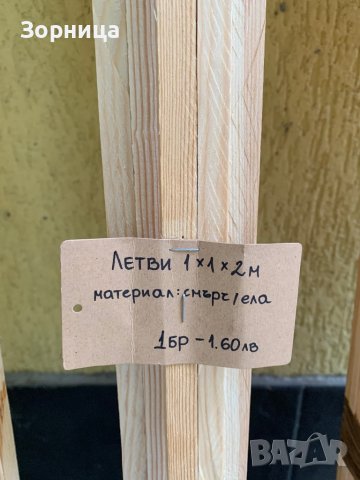 Зорница
ЛЕТВИ 1×1×2м
материал: смърч/ела
1БР – 1.60лв
BAZAR